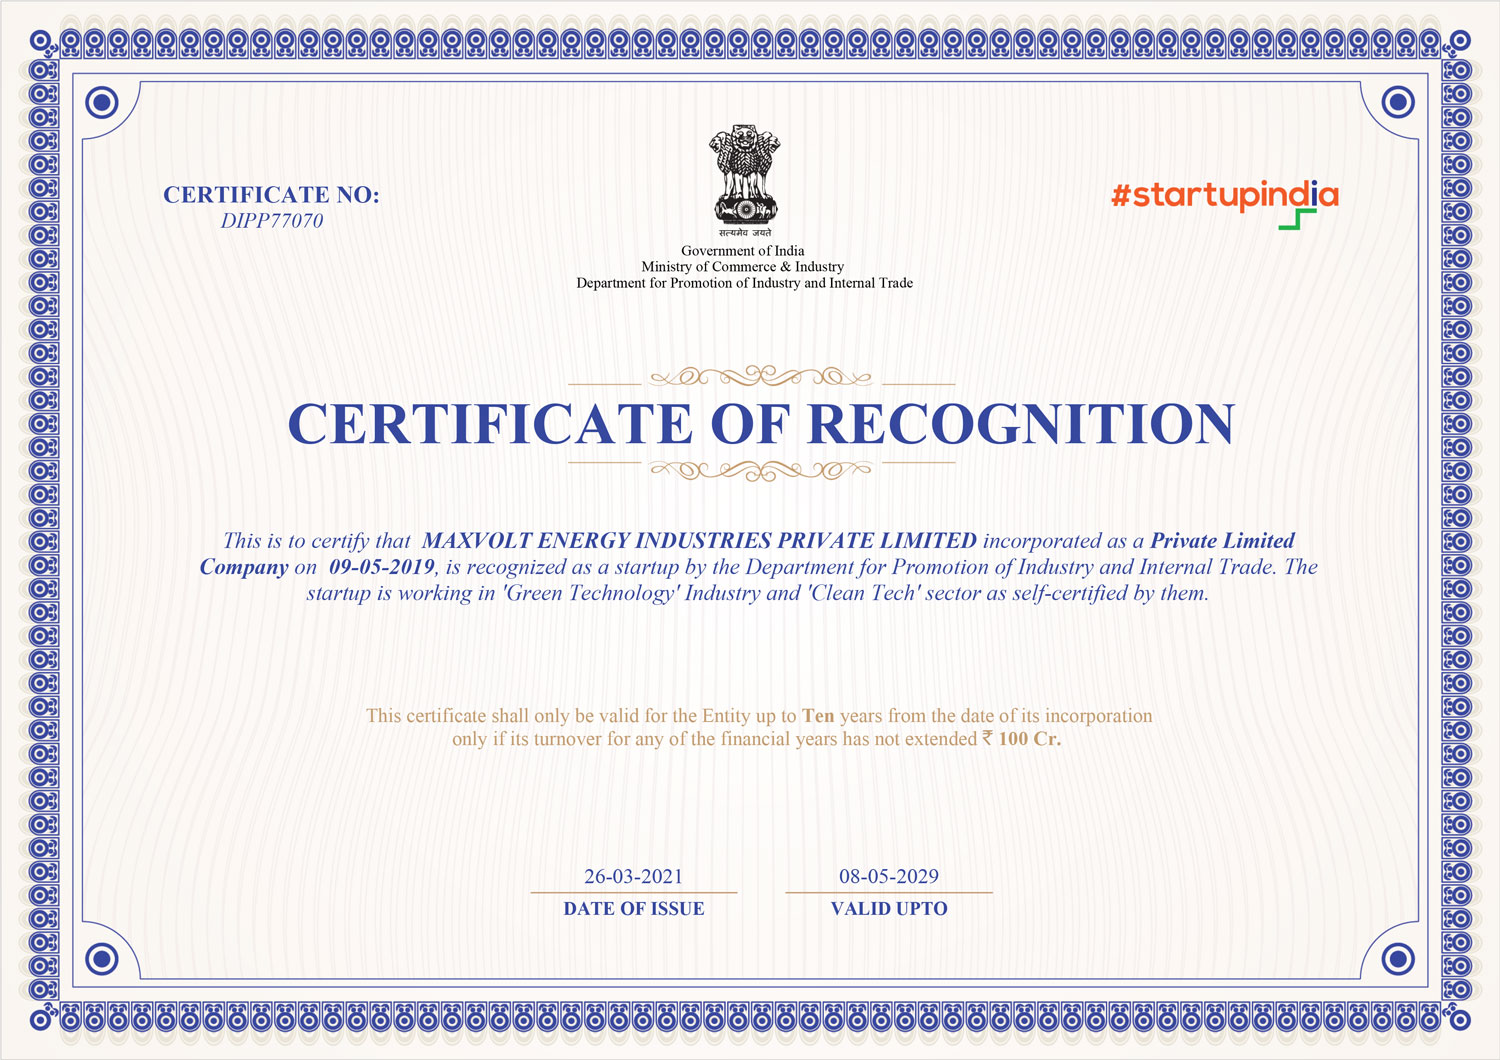 CERTIFICATE NO:
DIPP77070
#startupindia
सत्यमेव जयते
Government of India
Ministry of Commerce & Industry
Department for Promotion of Industry and Internal Trade
CERTIFICATE OF RECOGNITION
This is to certify that MAXVOLT ENERGY INDUSTRIES PRIVATE LIMITED incorporated as a Private Limited
Company on 09-05-2019, is recognized as a startup by the Department for Promotion of Industry and Internal Trade. The
startup is working in 'Green Technology' Industry and 'Clean Tech' sector as self-certified by them.
This certificate shall only be valid for the Entity up to Ten years from the date of its incorporation
only if its turnover for any of the financial years has not extended ₹ 100 Cr.
26-03-2021
DATE OF ISSUE
08-05-2029
VALID UPTO